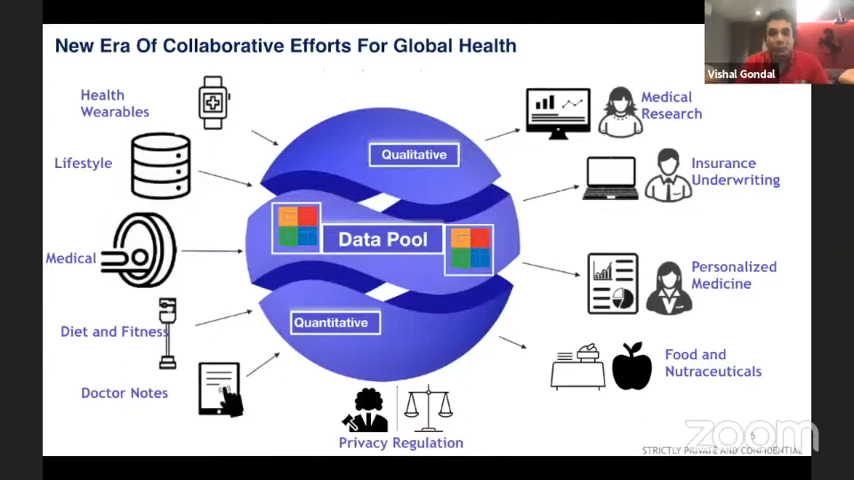 New Era Of Collaborative Efforts For Global Health
Vishal Gondal
Health
Wearables
Lifestyle
Medical
Diet and Fitness
Doctor Notes
Qualitative
Data Pool
Quantitative
Privacy Regulation
Medical
Research
Insurance
Underwriting
Personalized
Medicine
Food and
Nutraceuticals
5
zoom
STRICTLY PRIVATE AND CONFIDENTIAL